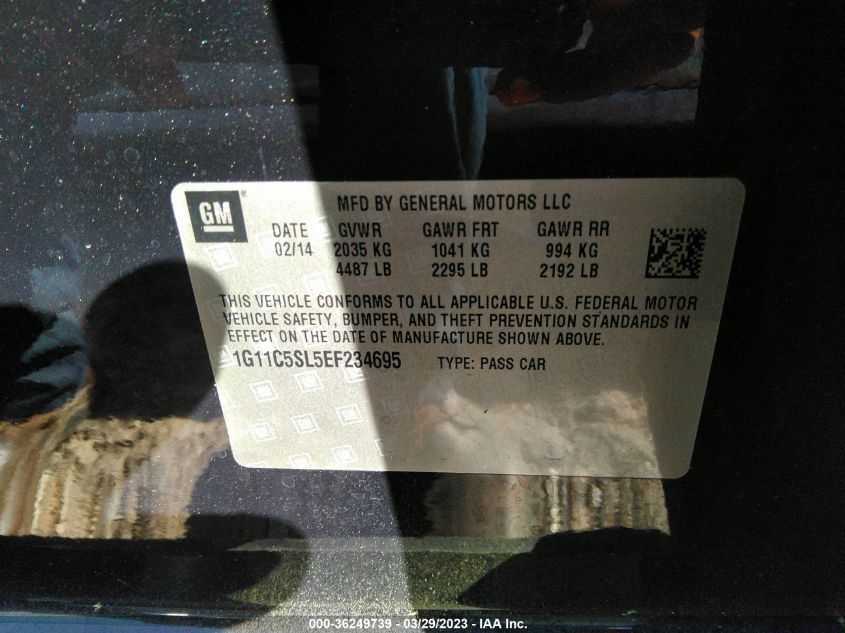 GM ®
MFD BY GENERAL MOTORS LLC
DATE GVWR GAWR FRT GAWR RR
02/14 2035 KG 1041 KG 994 KG
4487 LB 2295 LB 2192 LB
THIS VEHICLE CONFORMS TO ALL APPLICABLE U.S. FEDERAL MOTOR
VEHICLE SAFETY, BUMPER, AND THEFT PREVENTION STANDARDS IN
EFFECT ON THE DATE OF MANUFACTURE SHOWN ABOVE.
1G11C5SL5EF234695 TYPE: PASS CAR
000-36249739 - 03/29/2023 - IAA Inc.